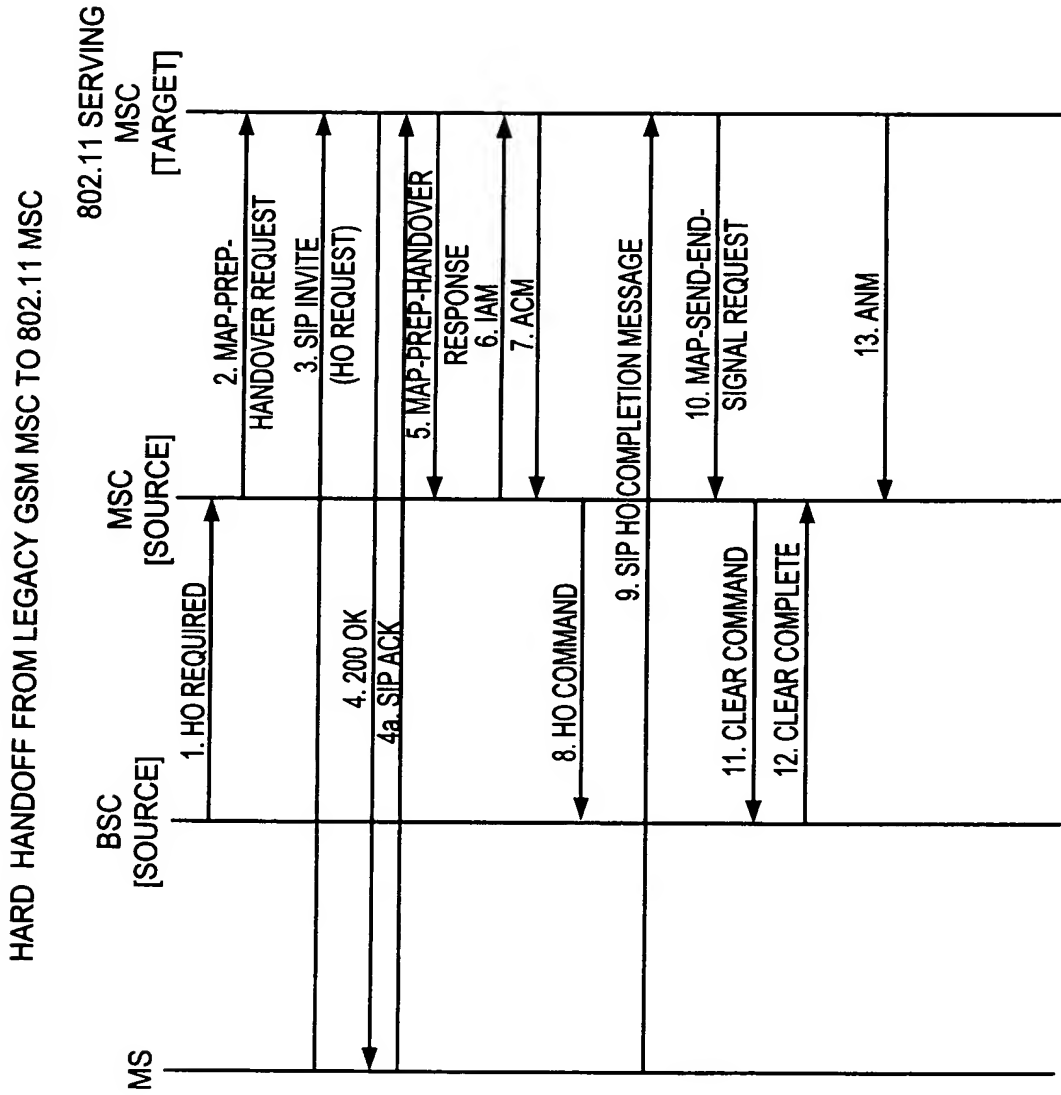 HARD HANDOFF FROM LEGACY GSM MSC TO 802.11 MSC
MS
BSC
[SOURCE]
MSC
[SOURCE]
802.11 SERVING
MSC
[TARGET]
1. HO REQUIRED
2. MAP-PREP-
HANDOVER REQUEST
3. SIP INVITE
(HO REQUEST)
4. 200 OK
4a. SIP ACK
5. MAP-PREP-HANDOVER
RESPONSE
6. IAM
7. ACM
8. HO COMMAND
9. SIP HO COMPLETION MESSAGE
10. MAP-SEND-END-
SIGNAL REQUEST
11. CLEAR COMMAND
12. CLEAR COMPLETE
13. ANM